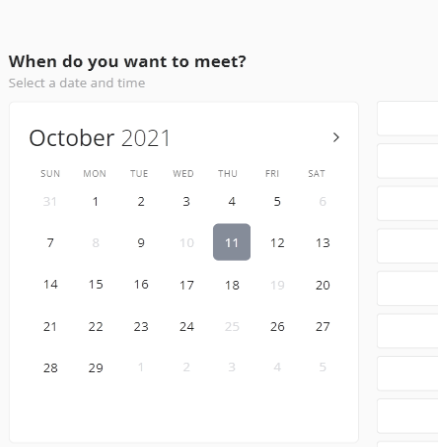 When do you want to meet?
Select a date and time
October 2021
SUN MON TUE WED THU FRI SAT
31 1 2 3 4 5 6
7 8 9 10 11 12 13
14 15 16 17 18 19 20
21 22 23 24 25 26 27
28 29 1 2 3 4 5